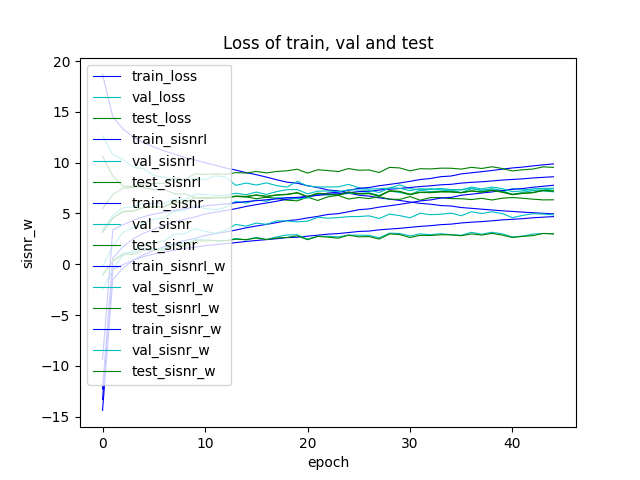 Loss of train, val and test
20
15
10
5
0
−5
−10
−15
sisnr_w
train_loss
val_loss
test_loss
train_sisnrI
val_sisnrI
test_sisnrI
train_sisnr
val_sisnr
test_sisnr
train_sisnrI_w
val_sisnrI_w
test_sisnrI_w
train_sisnr_w
val_sisnr_w
test_sisnr_w
0 10 20 30 40
epoch